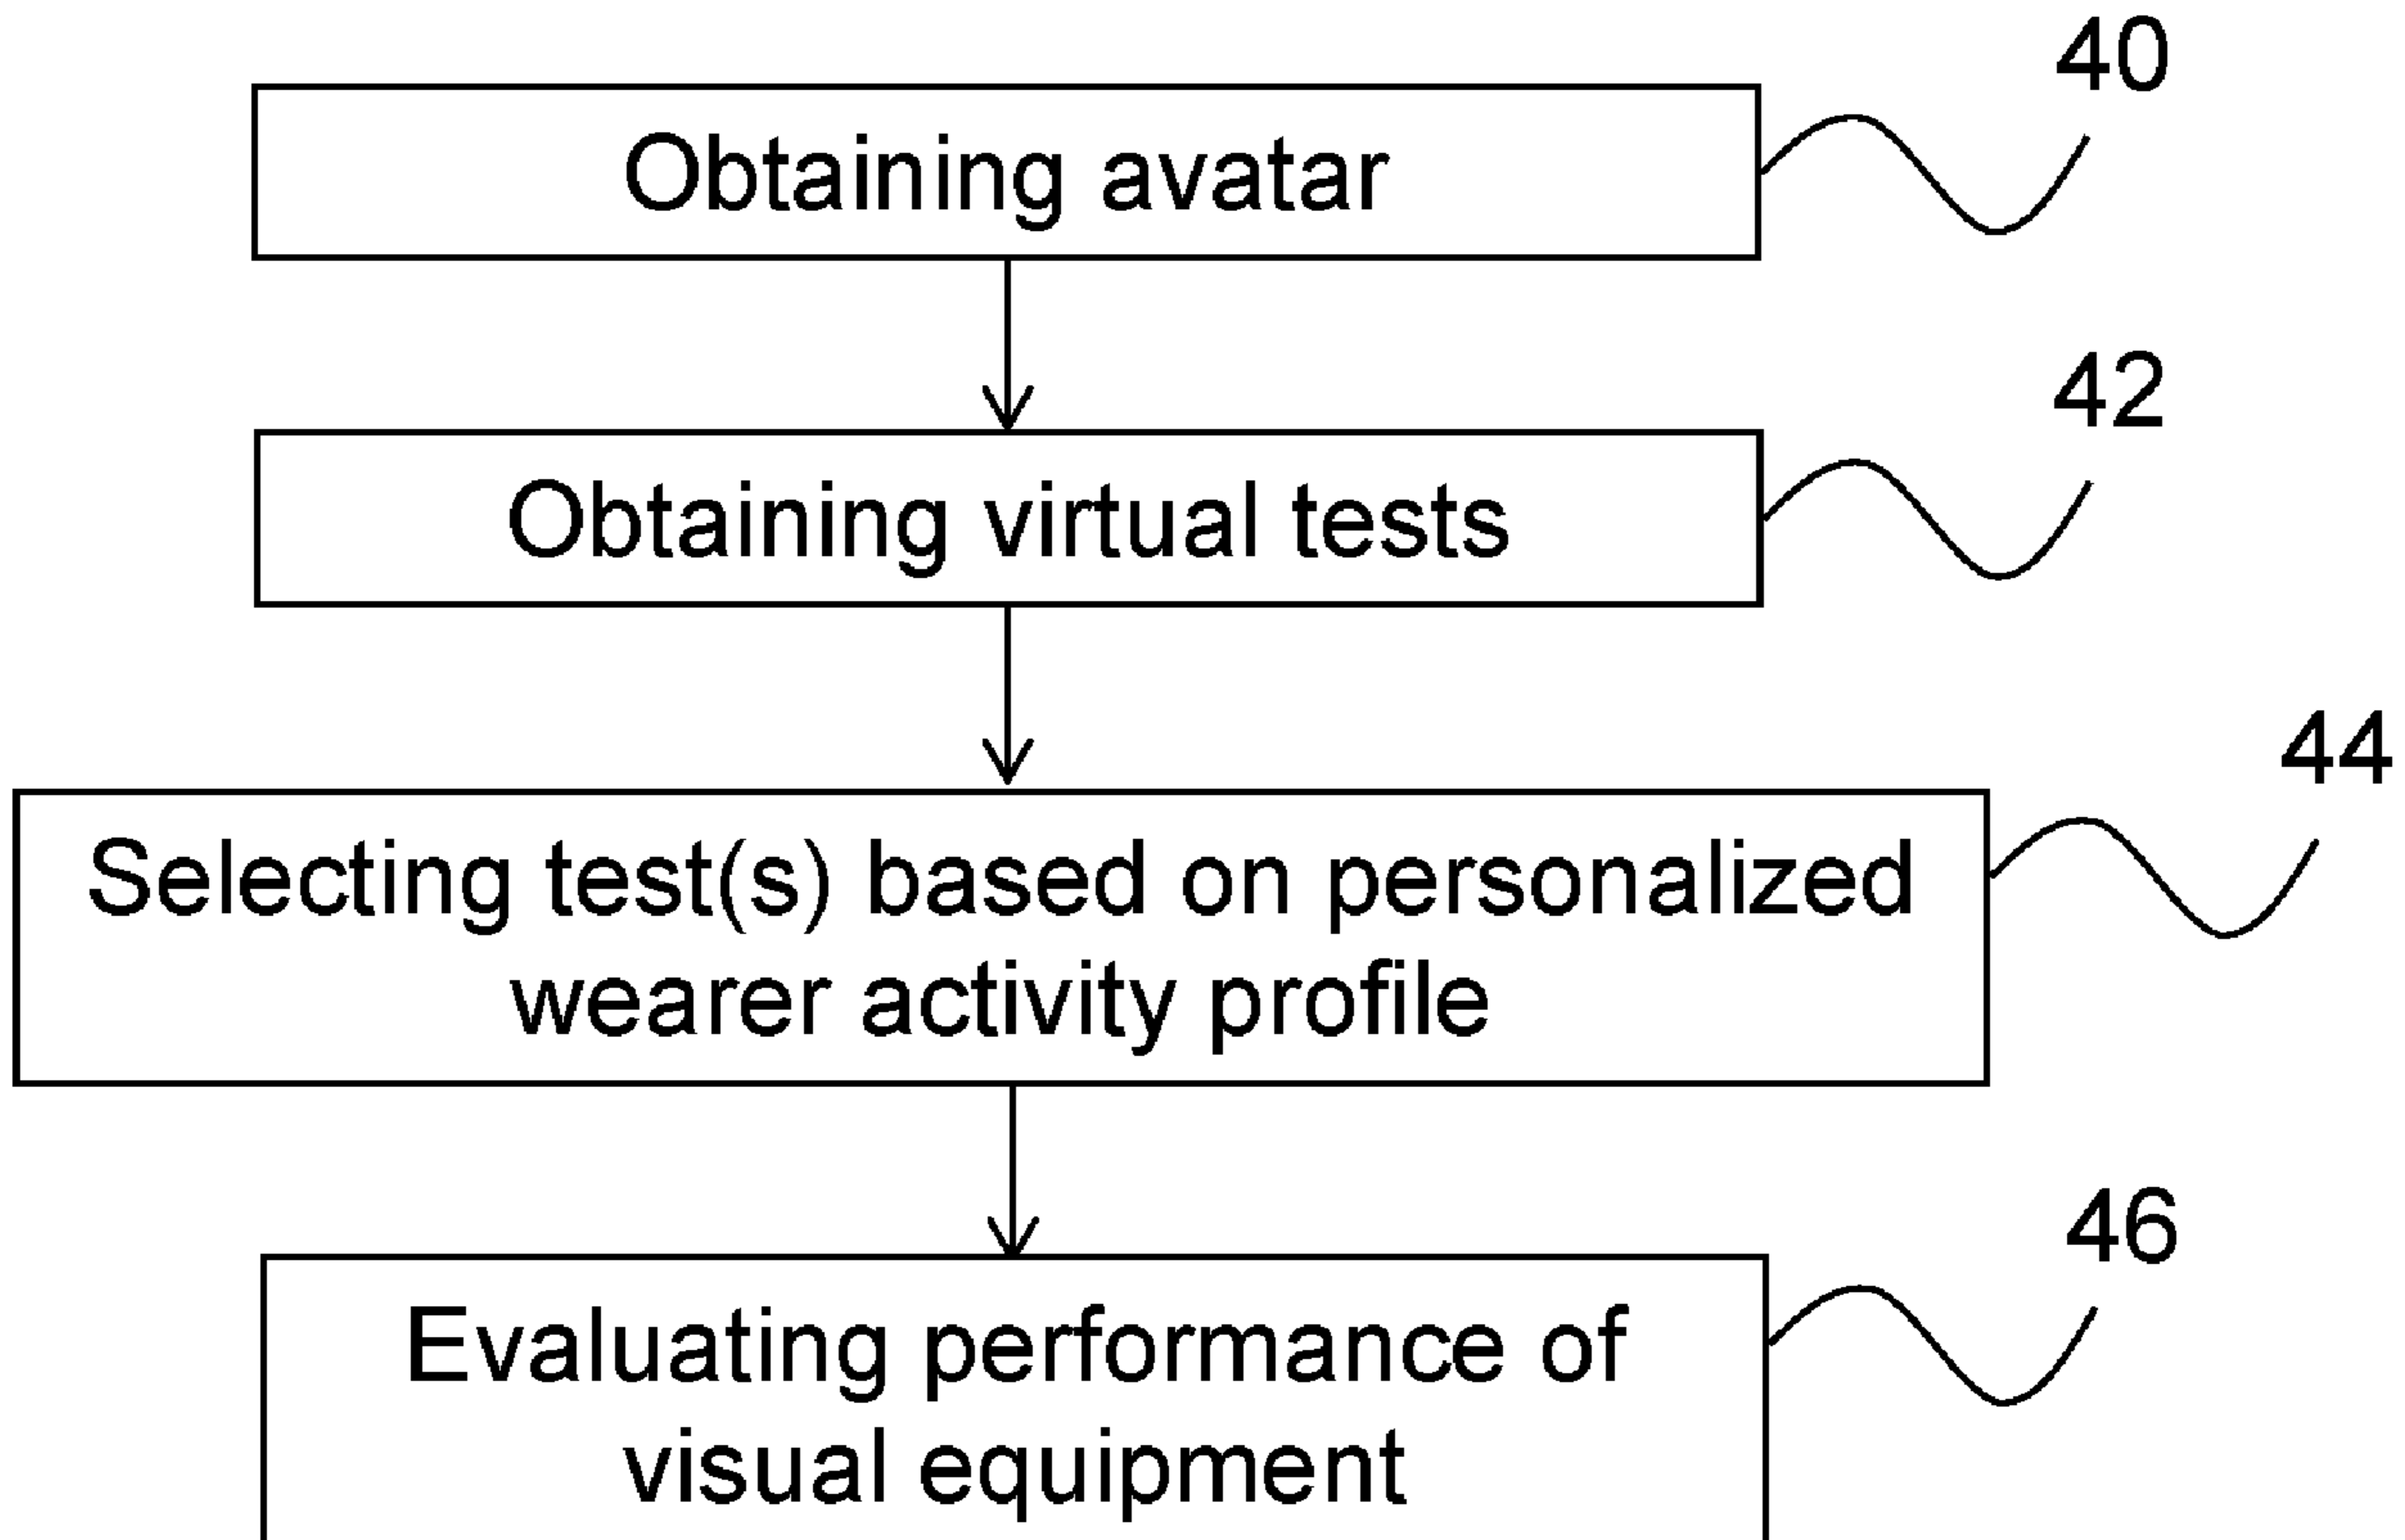 40
Obtaining avatar
42
Obtaining virtual tests
44
Selecting test(s) based on personalized
wearer activity profile
46
Evaluating performance of
visual equipment